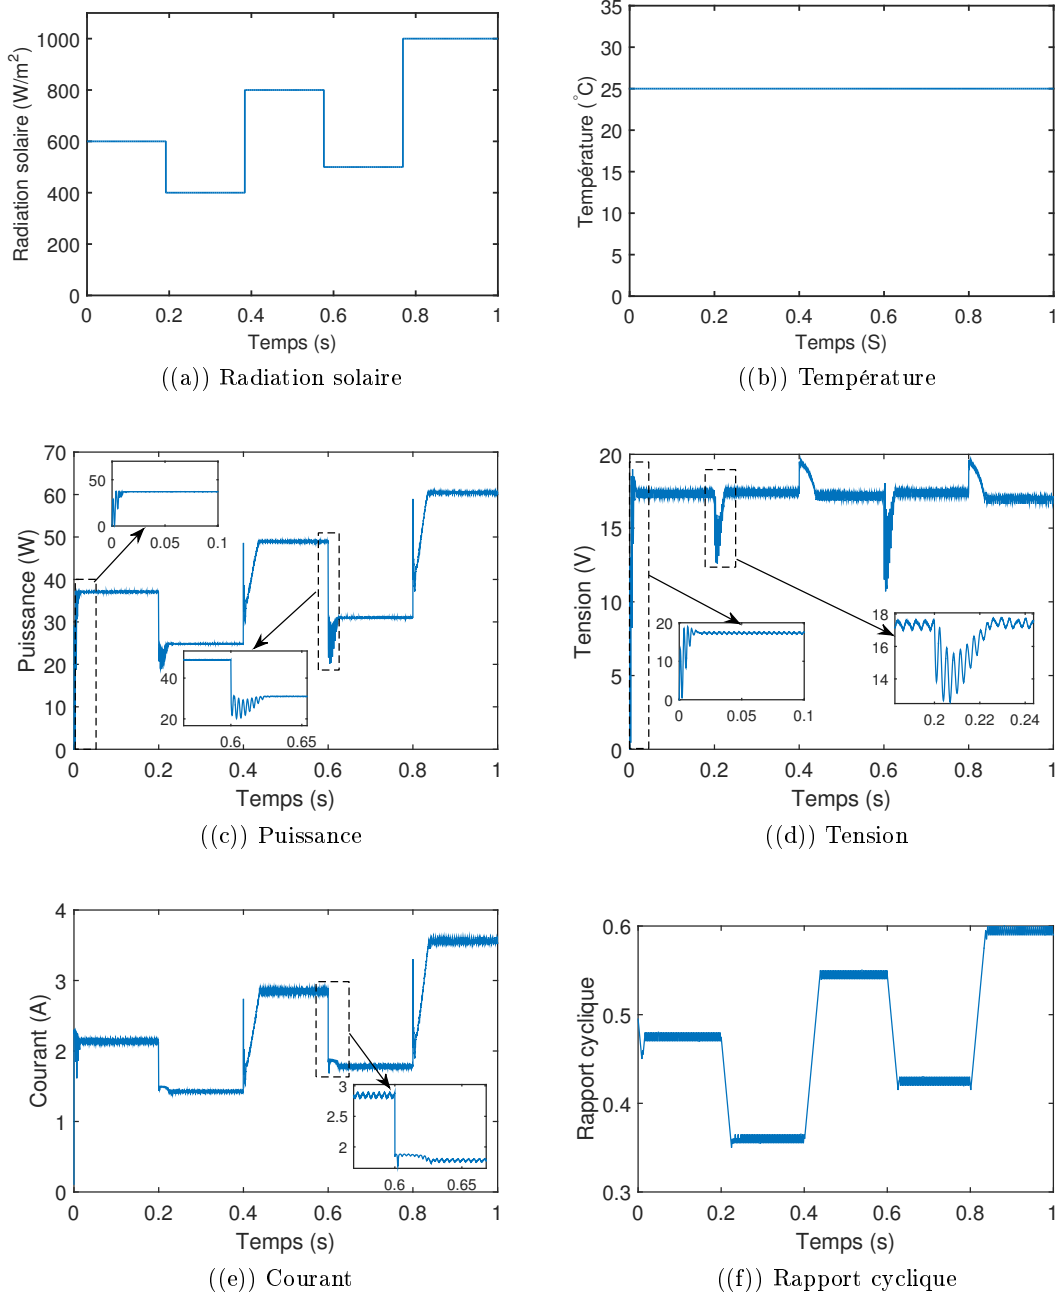 Radiation solaire (W/m²)
1000
800
600
400
200
0
0 0.2 0.4 0.6 0.8 1
Temps (s)
((a)) Radiation solaire
Température (°C)
35
30
25
20
15
10
5
0
0 0.2 0.4 0.6 0.8 1
Temps (S)
((b)) Température
Puissance (W)
70
60
50
40
30
20
10
0
0 0.2 0.4 0.6 0.8 1
50
0
0 0.05 0.1
40
20
0.6 0.65
Temps (s)
((c)) Puissance
Tension (V)
20
15
10
5
0
0 0.2 0.4 0.6 0.8 1
20
10
0
0 0.05 0.1
18
16
14
0.2 0.22 0.24
Temps (s)
((d)) Tension
Courant (A)
4
3
2
1
0
0 0.2 0.4 0.6 0.8 1
3
2.5
2
0.6 0.65
Temps (s)
((e)) Courant
Rapport cyclique
0.6
0.5
0.4
0.3
0 0.2 0.4 0.6 0.8 1
Temps (S)
((f)) Rapport cyclique